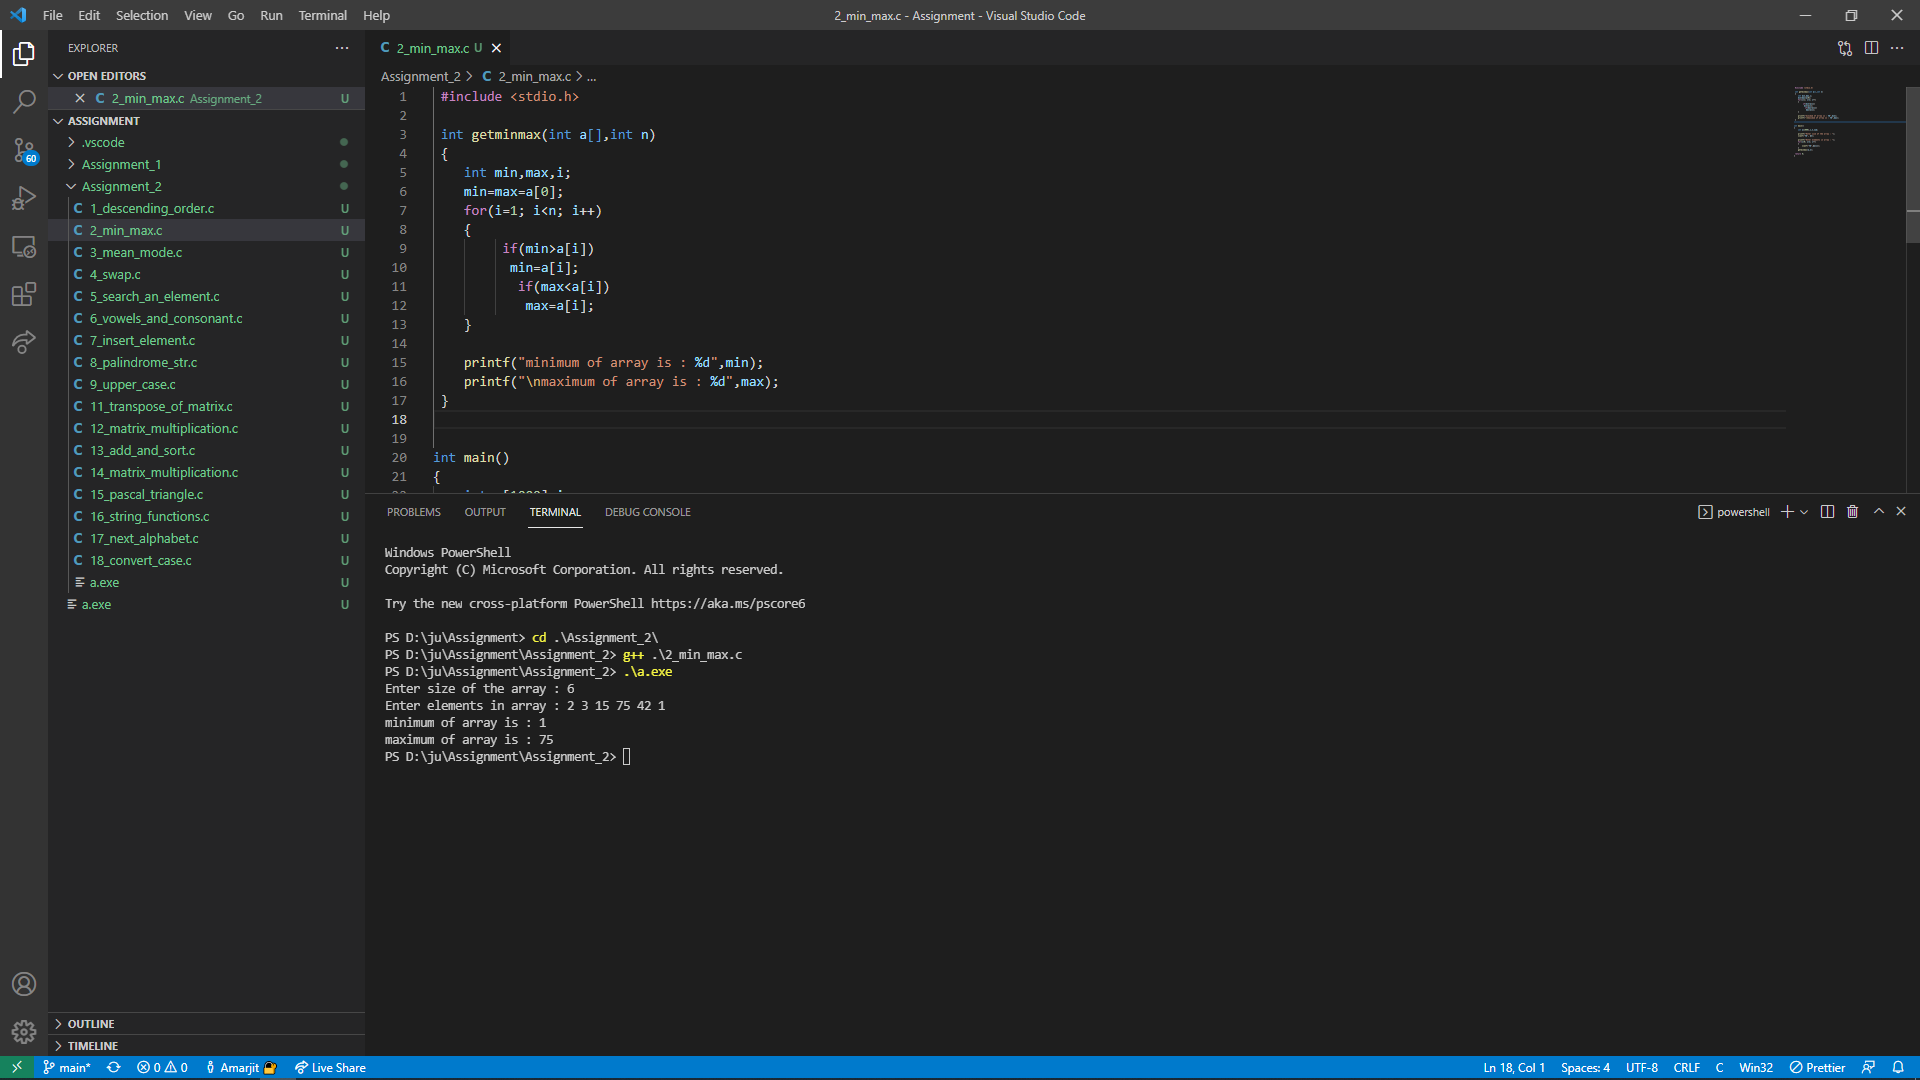 File Edit Selection View Go Run Terminal Help
2_min_max.c - Assignment - Visual Studio Code
EXPLORER
OPEN EDITORS
2_min_max.c Assignment_2 U
ASSIGNMENT
.vscode
Assignment_1
Assignment_2
C 1_descending_order.c U
C 2_min_max.c U
C 3_mean_mode.c U
C 4_swap.c U
C 5_search_an_element.c U
C 6_vowels_and_consonant.c U
C 7_insert_element.c U
C 8_palindrome_str.c U
C 9_upper_case.c U
C 11_transpose_of_matrix.c U
C 12_matrix_multiplication.c U
C 13_add_and_sort.c U
C 14_matrix_multiplication.c U
C 15_pascal_triangle.c U
C 16_string_functions.c U
C 17_next_alphabet.c U
C 18_convert_case.c U
a.exe U
a.exe U
OUTLINE
TIMELINE
60
C 2_min_max.c U
Assignment_2 > C 2_min_max.c > ...
1 #include <stdio.h>
2
3 int getminmax(int a[],int n)
4 {
5 int min,max,i;
6 min=max=a[0];
7 for(i=1; i<n; i++)
8 {
9 if(min>a[i])
10 min=a[i];
11 if(max<a[i])
12 max=a[i];
13 }
14
15 printf("minimum of array is : %d",min);
16 printf("\nmaximum of array is : %d",max);
17 }
18
19
20 int main()
21 {
PROBLEMS OUTPUT TERMINAL DEBUG CONSOLE
powershell
Windows PowerShell
Copyright (C) Microsoft Corporation. All rights reserved.
Try the new cross-platform PowerShell https://aka.ms/pscore6
PS D:\ju\Assignment> cd .\Assignment_2\
PS D:\ju\Assignment\Assignment_2> g++ .\2_min_max.c
PS D:\ju\Assignment\Assignment_2> .\a.exe
Enter size of the array : 6
Enter elements in array : 2 3 15 75 42 1
minimum of array is : 1
maximum of array is : 75
PS D:\ju\Assignment\Assignment_2>
main* 0 0 Amarjit Live Share
Ln 18, Col 1 Spaces: 4 UTF-8 CRLF C Win32 Prettier